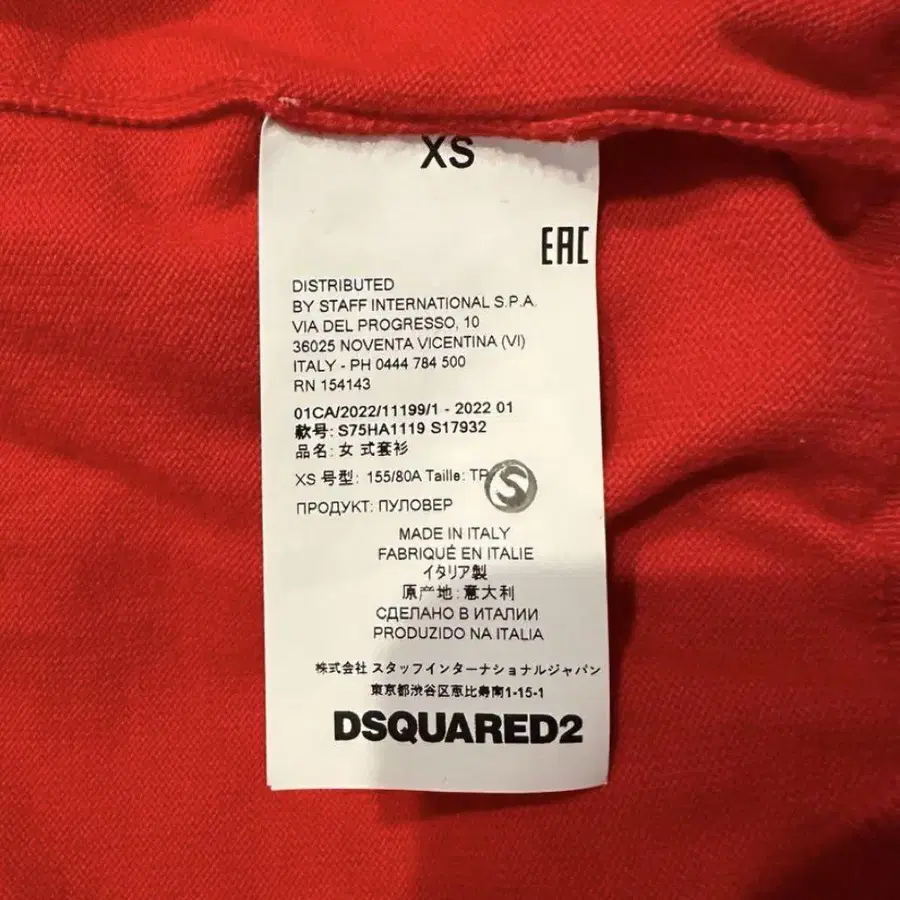 XS
EAC
DISTRIBUTED
BY STAFF INTERNATIONAL S.P.A.
VIA DEL PROGRESSO, 10
36025 NOVENTA VICENTINA (VI)
ITALY - PH 0444 784 500
RN 154143
01CA/2022/11199/1 - 2022 01
款号: S75HA1119 S17932
品名: 女 式套衫
XS 号型: 155/80A Taille: TP
S
ПРОДУКТ: ПУЛОВЕР
MADE IN ITALY
FABRIQUÉ EN ITALIE
イタリア製
原产地: 意大利
СДЕЛАНО В ИТАЛИИ
PRODUZIDO NA ITALIA
株式会社 スタッフインターナショナルジャパン
東京都渋谷区恵比寿南1-15-1
DSQUARED2